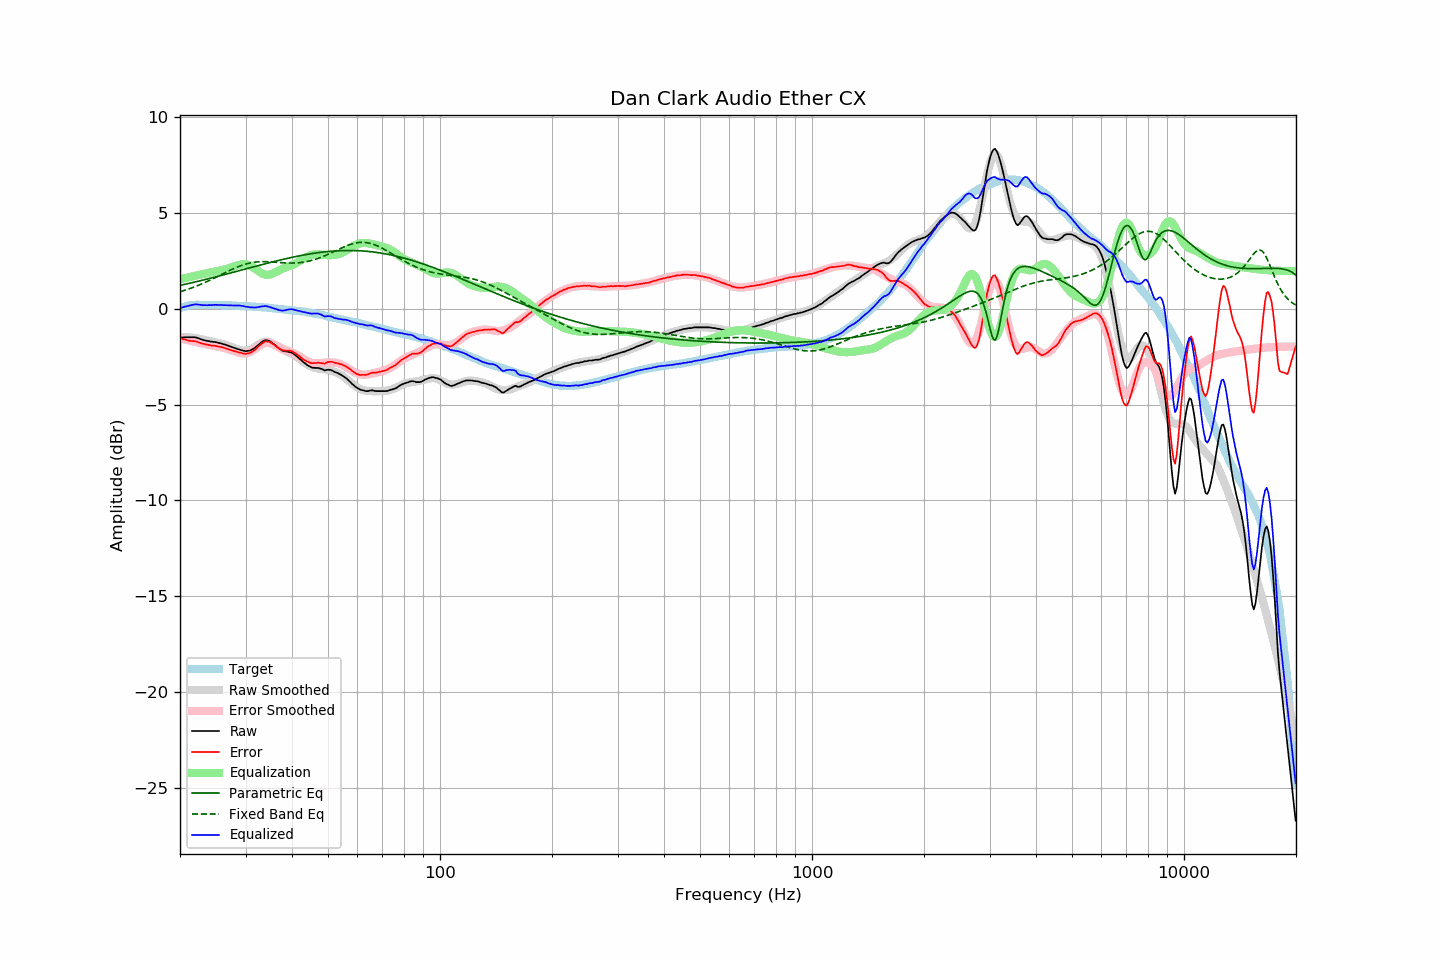 Dan Clark Audio Ether CX
10
5
0
−5
−10
−15
−20
−25
Amplitude (dBr)
Target
Raw Smoothed
Error Smoothed
Raw
Error
Equalization
Parametric Eq
Fixed Band Eq
Equalized
100 1000 10000
Frequency (Hz)